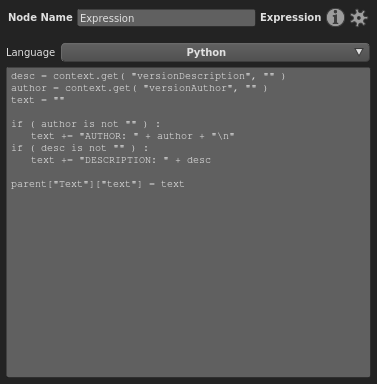 Node Name Expression Expression
Language Python
desc = context.get( "versionDescription", "" )
author = context.get( "versionAuthor", "" )
text = ""
if ( author is not "" ) :
text += "AUTHOR: " + author + "\n"
if ( desc is not "" ) :
text += "DESCRIPTION: " + desc
parent["Text"]["text"] = text